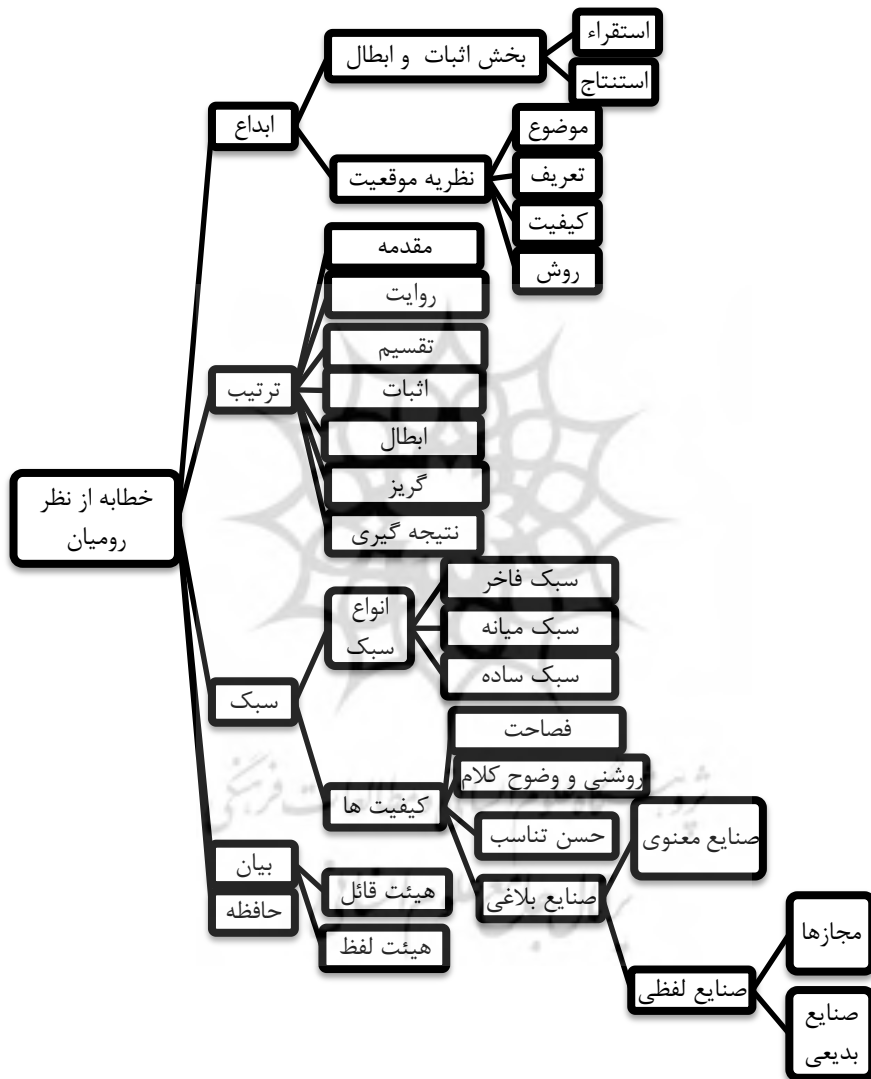 خطابه از نظر
رومیان
ابداع
بخش اثبات و ابطال
استقراء
استنتاج
نظریه موقعیت
موضوع
تعریف
کیفیت
روش
ترتیب
مقدمه
روایت
تقسیم
اثبات
ابطال
گریز
نتیجه گیری
سبک
انواع
سبک
سبک فاخر
سبک میانه
سبک ساده
کیفیت ها
فصاحت
روشنی و وضوح کلام
حسن تناسب
صنایع بلاغی
صنایع معنوی
صنایع لفظی
مجازها
صنایع
بدیعی
بیان
هیئت قائل
هیئت لفظ
حافظه